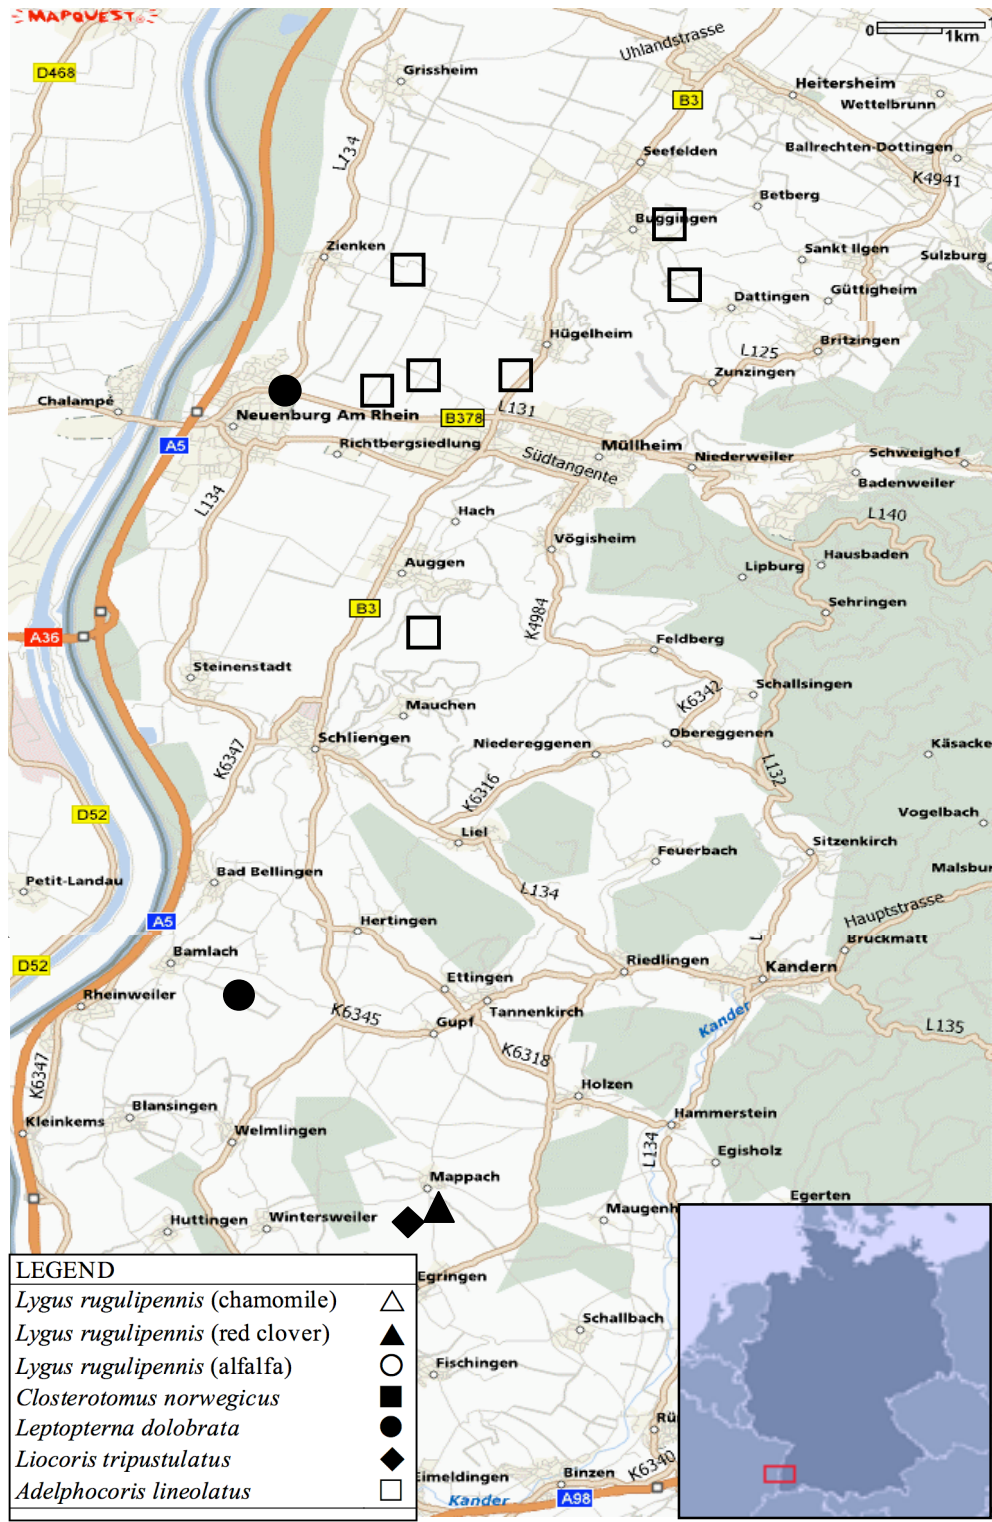 MAPQUEST
0
1km
Uhlandstrasse
D468
Grissheim
Heitersheim
B3
Wettelbrunn
L134
Seefelden
Ballrechten-Dottingen
K4941
Betberg
Buggingen
Zienken
Sankt Ilgen
Sulzburg
Dattingen
Güttigheim
Hügelheim
Britzingen
L125
Zunzingen
Chalampé
Neuenburg Am Rhein
B378
L131
A5
Richtbergsiedlung
Müllheim
Südtangente
Niederweiler
Schweighof
Badenweiler
L134
Hach
L140
Vögisheim
Auggen
Hausbaden
Lipburg
B3
K4984
Sehringen
A36
Feldberg
Steinenstadt
Schallsingen
K6342
Mauchen
Schliengen
Niedereggenen
Obereggenen
Käsacke
K6347
L132
K6316
D52
Vogelbach
Liel
Sitzenkirch
Feuerbach
Malsbur
Petit-Landau
Bad Bellingen
L134
Hauptstrasse
A5
Hertingen
L
Bruckmatt
Bamlach
D52
Riedlingen
Kandern
Ettingen
Rheinweiler
Tannenkirch
K6345
Gupf
Kander
L135
K6318
K6347
Holzen
Blansingen
Hammerstein
Kleinkems
Welmlingen
L134
Egisholz
Mappach
Egerten
Huttingen
Wintersweiler
Maugenh
Egringen
LEGEND
Lygus rugulipennis (chamomile)
Lygus rugulipennis (red clover)
Lygus rugulipennis (alfalfa)
Closterotomus norwegicus
Leptopterna dolobrata
Liocoris tripustulatus
Adelphocoris lineolatus
Schallbach
Fischingen
Rü
K6340
Eimeldingen
Binzen
Kander
A98